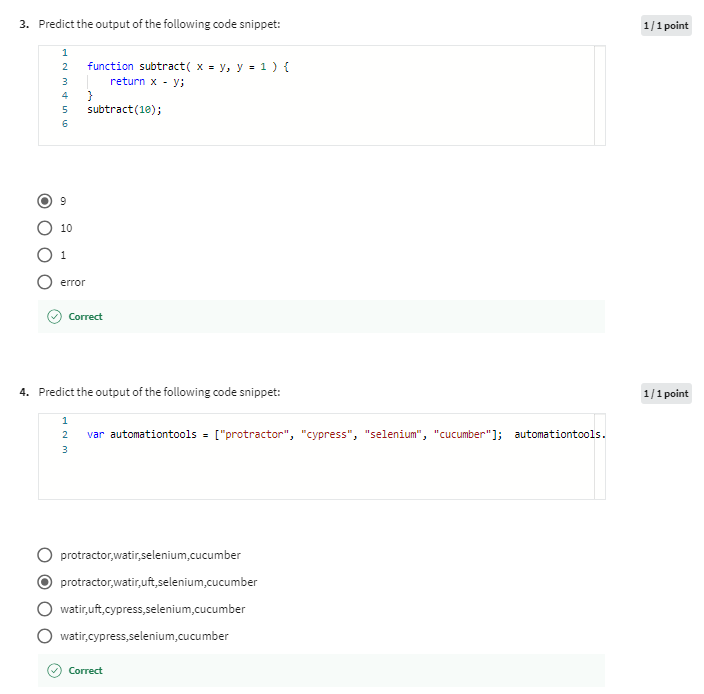 3. Predict the output of the following code snippet:
1 / 1 point
1
2 function subtract( x = y, y = 1 ) {
3 return x - y;
4 }
5 subtract(10);
6
9
10
1
error
Correct
4. Predict the output of the following code snippet:
1 / 1 point
1
2 var automationtools = ["protractor", "cypress", "selenium", "cucumber"]; automationtools.
3
protractor,watir,selenium,cucumber
protractor,watir,uft,selenium,cucumber
watir,uft,cypress,selenium,cucumber
watir,cypress,selenium,cucumber
Correct